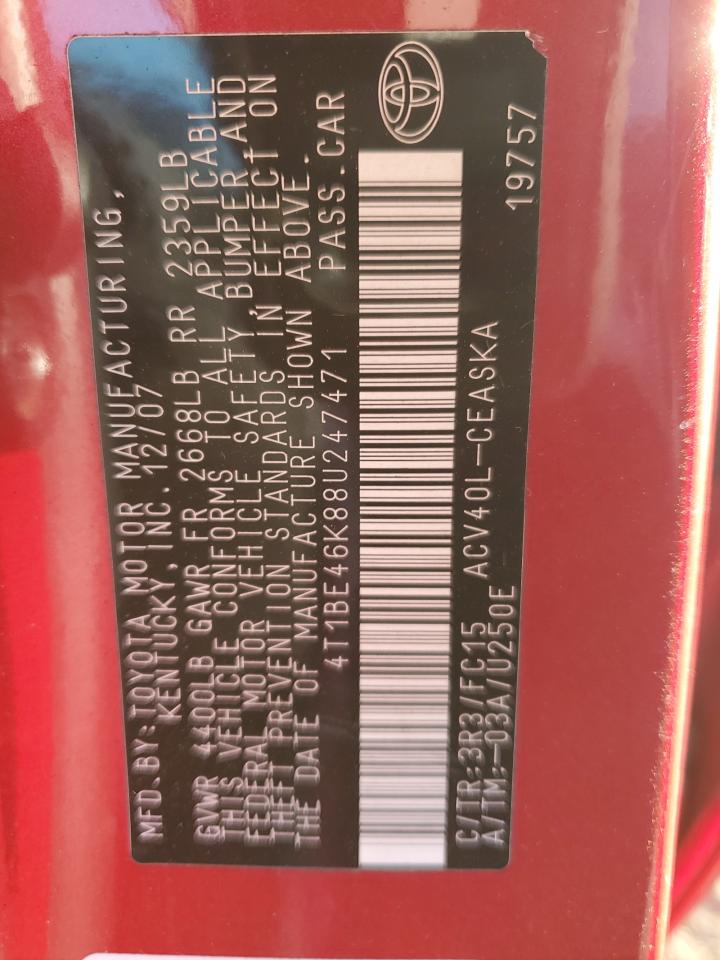 MFD.BY:TOYOTA MOTOR MANUFACTURING,
KENTUCKY,INC. 12/07
GVWR 4400LB GAWR FR 2668LB RR 2359LB
THIS VEHICLE CONFORMS TO ALL APPLICABLE
FEDERAL MOTOR VEHICLE SAFETY, BUMPER, AND
THEFT PREVENTION STANDARDS IN EFFECT ON
THE DATE OF MANUFACTURE SHOWN ABOVE.
4T1BE46K88U247471 PASS.CAR
C/TR:3R3/FC15 ACV40L-CEASKA
A/TM:-03A/U250E 19757